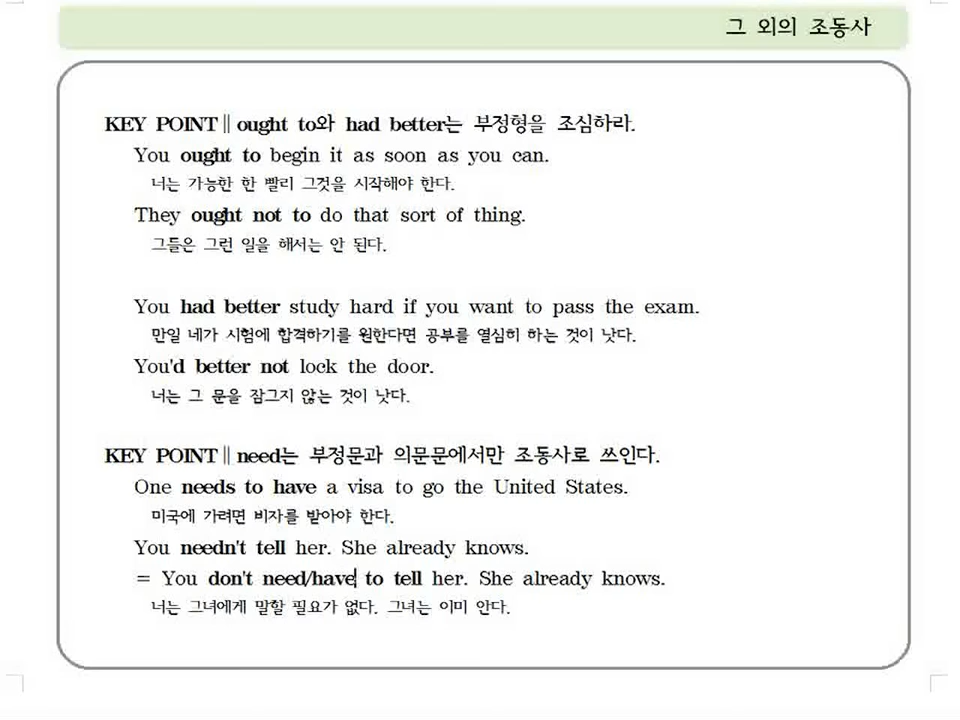 그 외의 조동사
KEY POINT‖ought to와 had better는 부정형을 조심하라.
You ought to begin it as soon as you can.
너는 가능한 한 빨리 그것을 시작해야 한다.
They ought not to do that sort of thing.
그들은 그런 일을 해서는 안 된다.
You had better study hard if you want to pass the exam.
만일 네가 시험에 합격하기를 원한다면 공부를 열심히 하는 것이 낫다.
You'd better not lock the door.
너는 그 문을 잠그지 않는 것이 낫다.
KEY POINT‖need는 부정문과 의문문에서만 조동사로 쓰인다.
One needs to have a visa to go the United States.
미국에 가려면 비자를 받아야 한다.
You needn't tell her. She already knows.
= You don't need/have to tell her. She already knows.
너는 그녀에게 말할 필요가 없다. 그녀는 이미 안다.